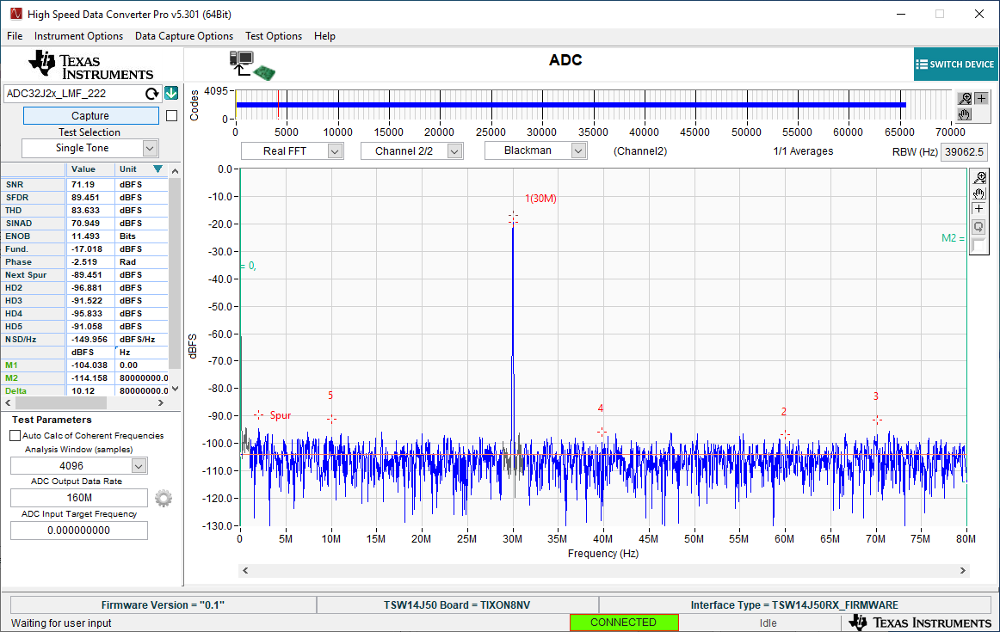 High Speed Data Converter Pro v5.301 (64Bit)
File Instrument Options Data Capture Options Test Options Help
TEXAS INSTRUMENTS
ADC
SWITCH DEVICE
ADC32J2x_LMF_222
Capture
Test Selection
Single Tone
Codes
4095
0
0 5000 10000 15000 20000 25000 30000 35000 40000 45000 50000 55000 60000 65000 70000
Real FFT Channel 2/2 Blackman (Channel2) 1/1 Averages RBW (Hz) 39062.5
Value Unit
SNR 71.19 dBFS
SFDR 89.451 dBFS
THD 83.633 dBFS
SINAD 70.949 dBFS
ENOB 11.493 Bits
Fund. -17.018 dBFS
Phase -2.519 Rad
Next Spur -89.451 dBFS
HD2 -96.881 dBFS
HD3 -91.522 dBFS
HD4 -95.833 dBFS
HD5 -91.058 dBFS
NSD/Hz -149.956 dBFS/Hz
dBFS Hz
M1 -104.038 0.00
M2 -114.158 80000000.0
Delta 10.12 80000000.0
Test Parameters
Auto Calc of Coherent Frequencies
Analysis Window (samples)
4096
ADC Output Data Rate
160M
ADC Input Target Frequency
0.000000000
dBFS
0.0
-10.0
-20.0
-30.0
-40.0
-50.0
-60.0
-70.0
-80.0
-90.0
-100.0
-110.0
-120.0
-130.0
1(30M)
M2 =
= 0,
5
Spur
4
2
3
0 5M 10M 15M 20M 25M 30M 35M 40M 45M 50M 55M 60M 65M 70M 75M 80M
Frequency (Hz)
Firmware Version = "0.1" TSW14J50 Board = TIXON8NV Interface Type = TSW14J50RX_FIRMWARE
Waiting for user input CONNECTED Idle TEXAS INSTRUMENTS